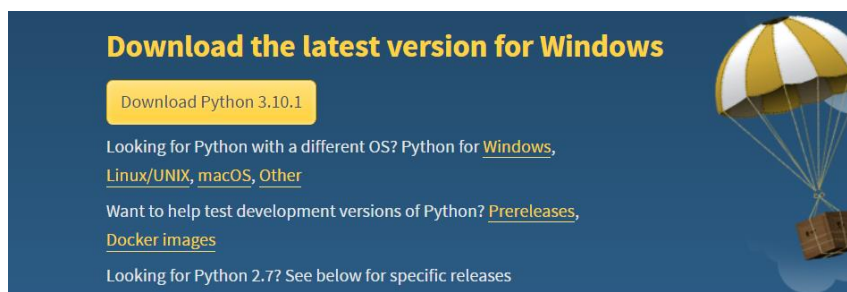 Download the latest version for Windows
Download Python 3.10.1
Looking for Python with a different OS? Python for Windows,
Linux/UNIX, macOS, Other
Want to help test development versions of Python? Prereleases,
Docker images
Looking for Python 2.7? See below for specific releases